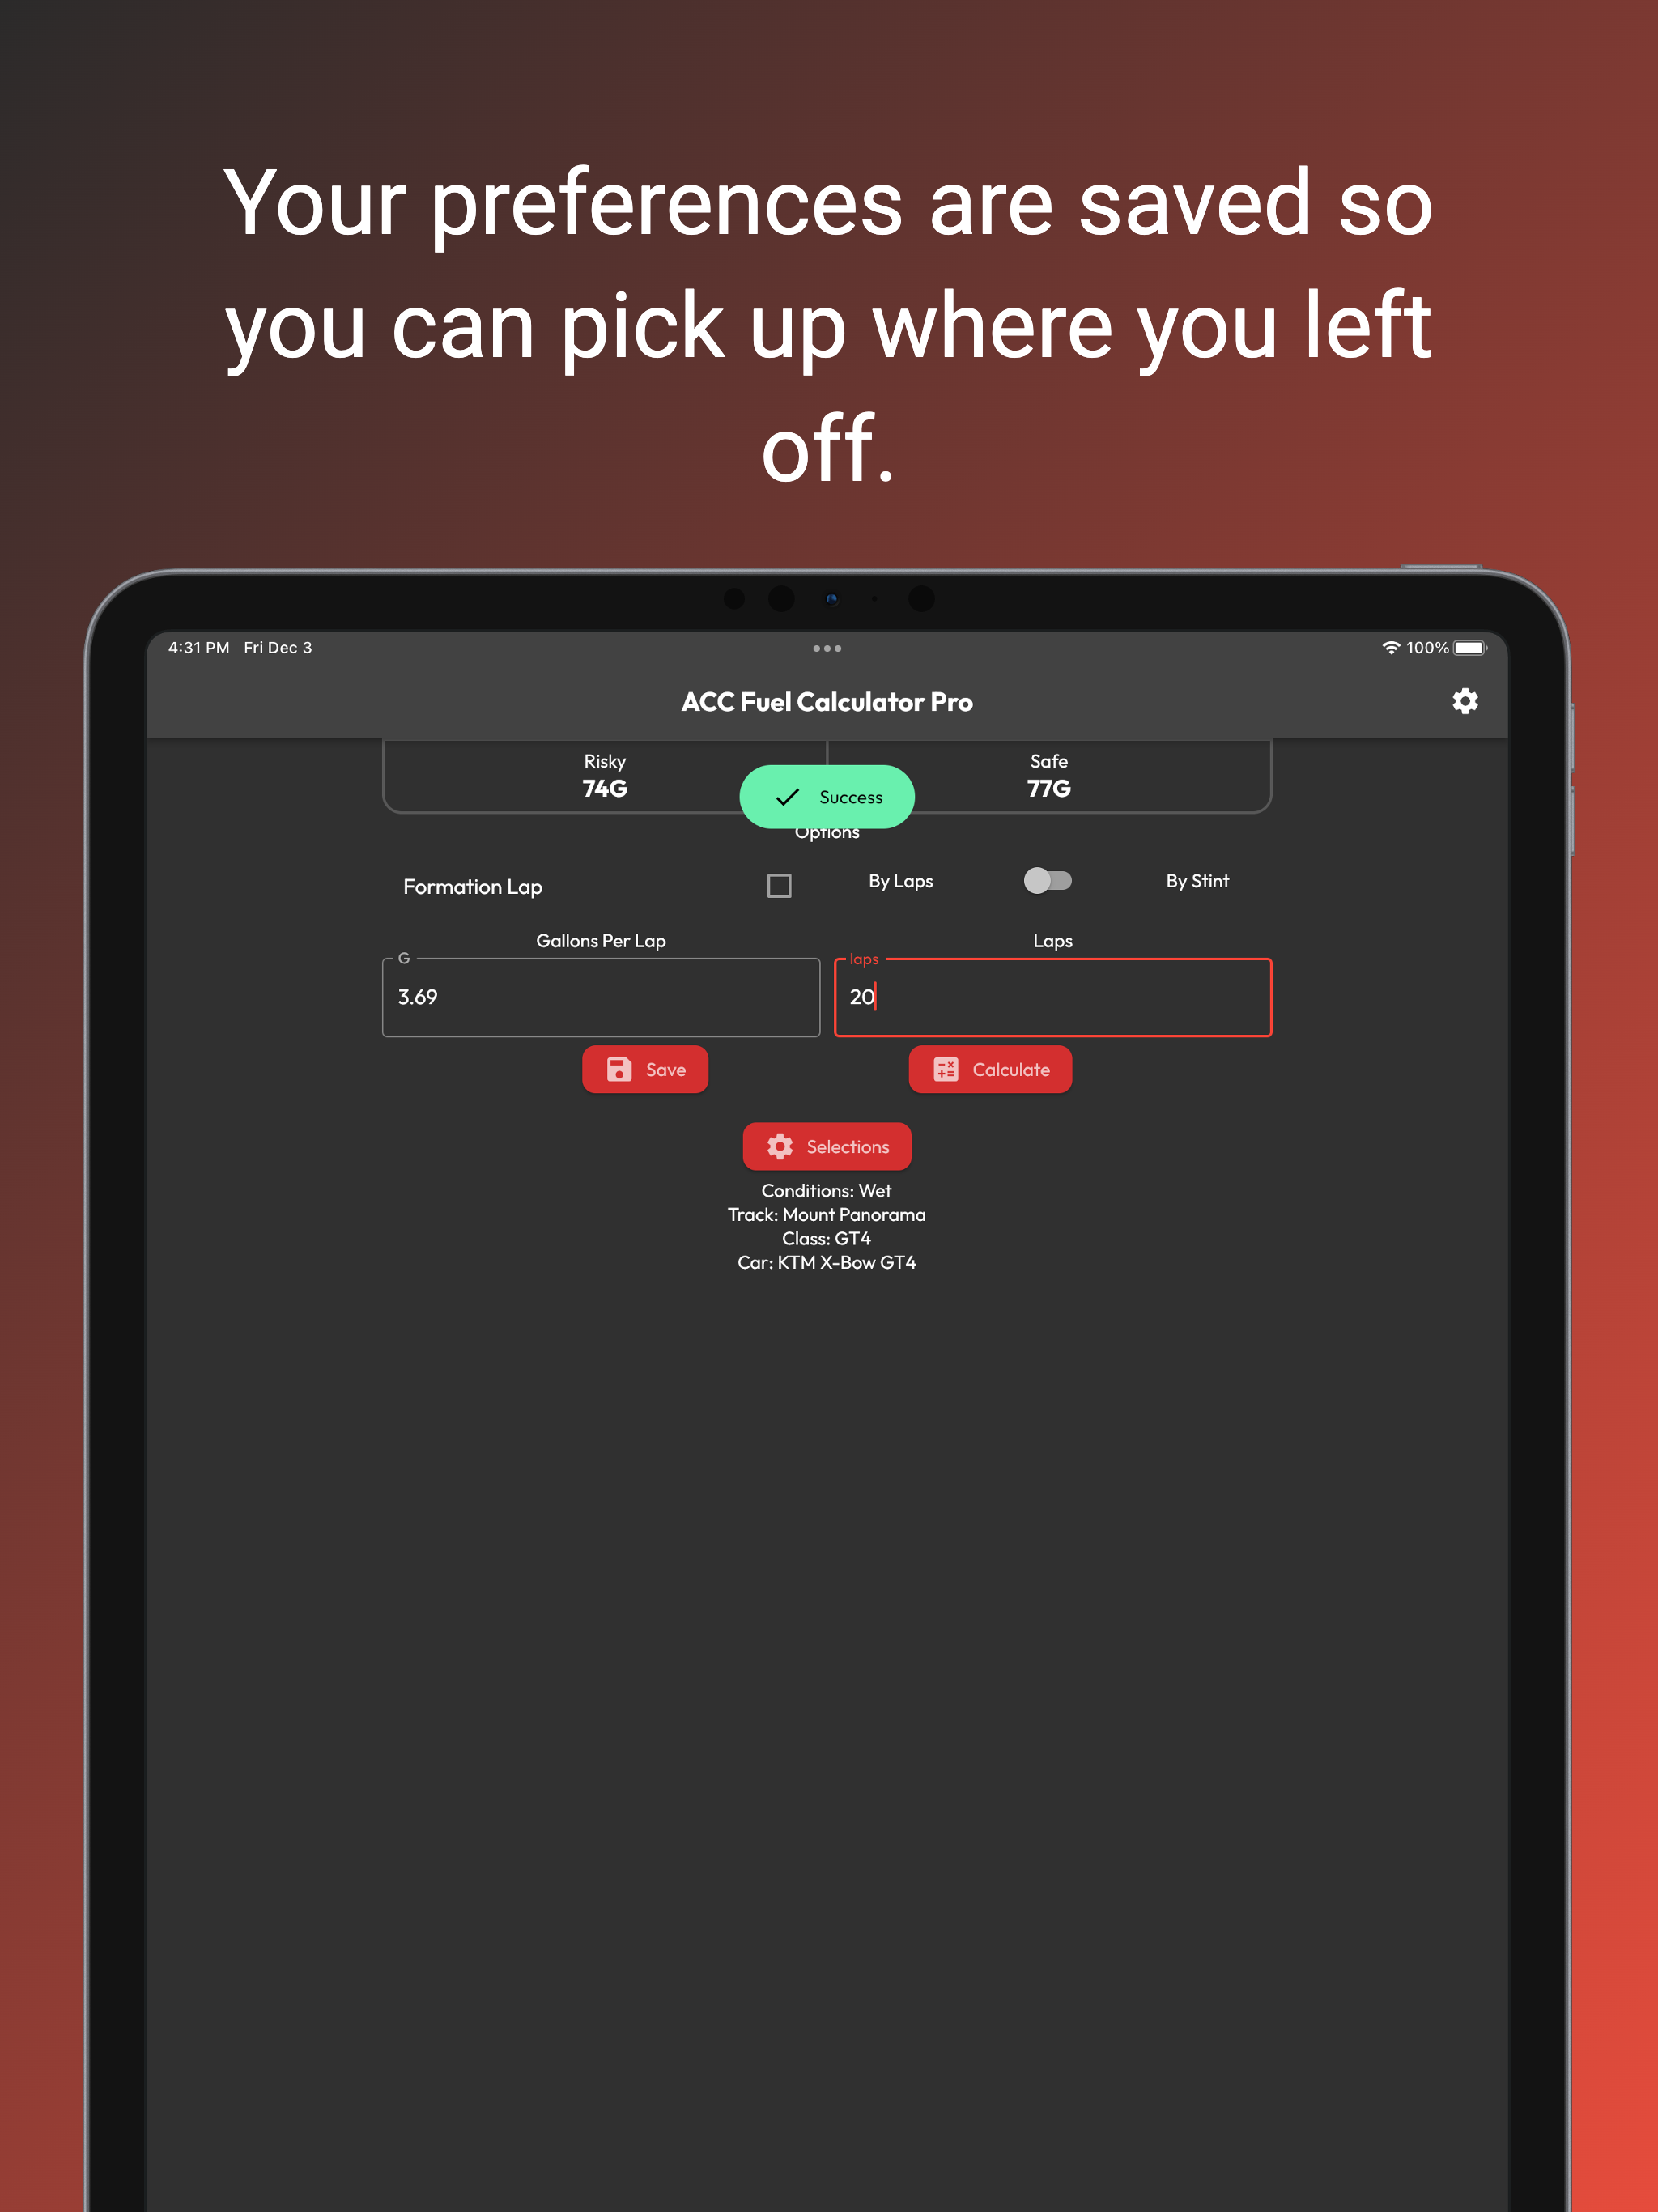 Your preferences are saved so
you can pick up where you left
off.
4:31 PM Fri Dec 3
100%
ACC Fuel Calculator Pro
Risky
74G
Safe
77G
Success
Options
Formation Lap
By Laps
By Stint
Gallons Per Lap
G
3.69
Laps
laps
20
Save
Calculate
Selections
Conditions: Wet
Track: Mount Panorama
Class: GT4
Car: KTM X-Bow GT4